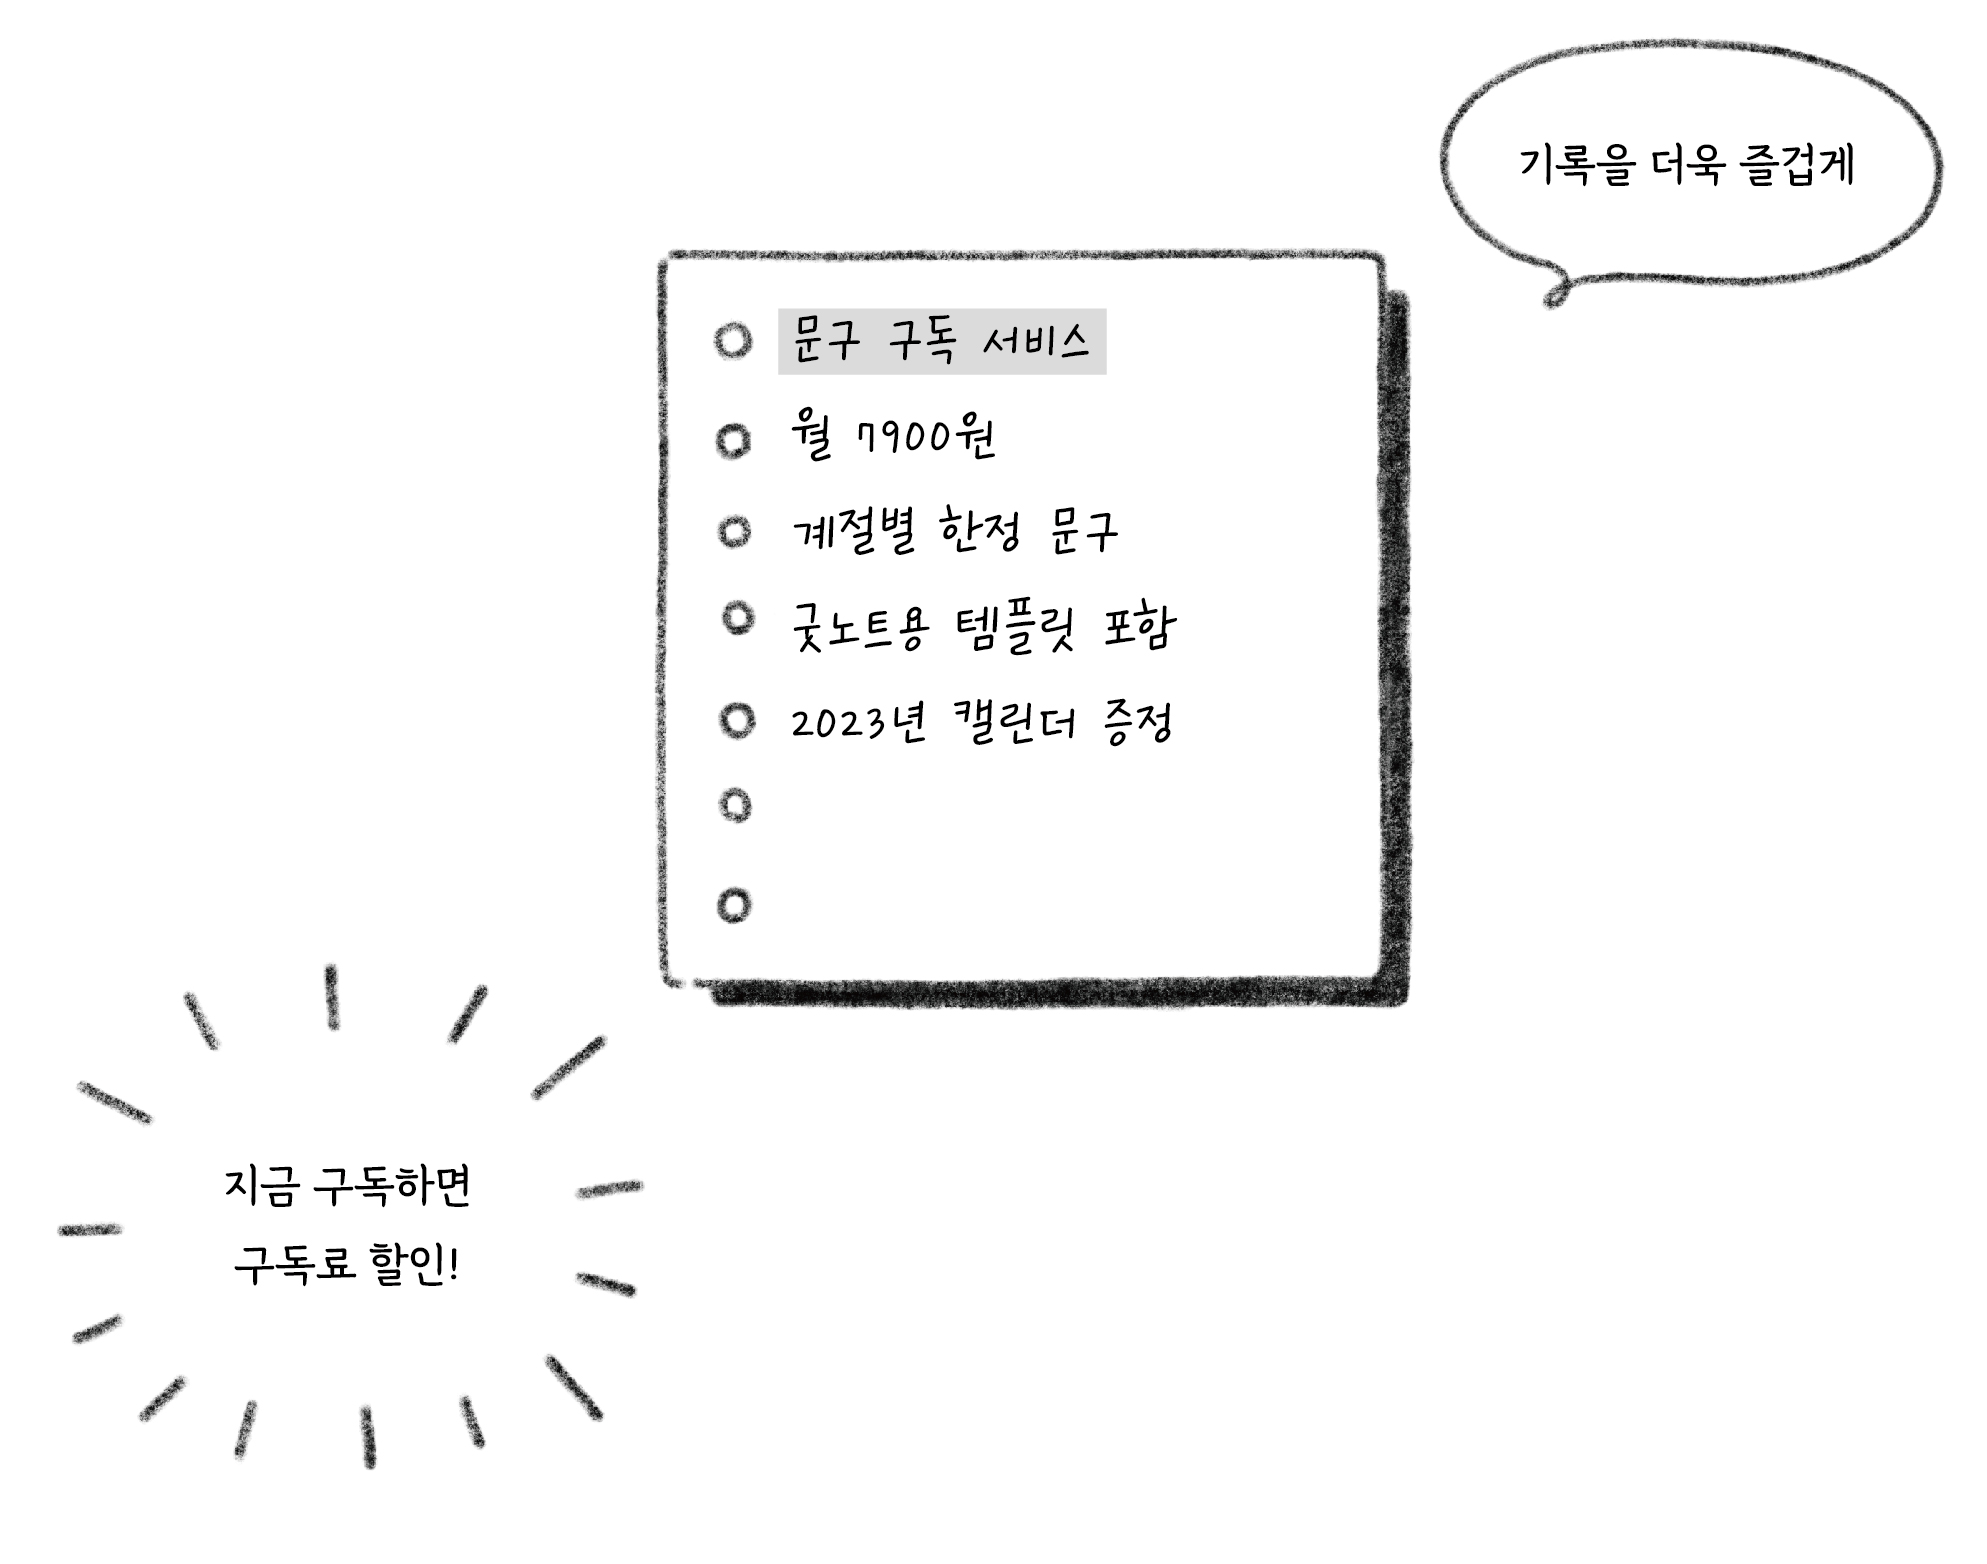 기록을 더욱 즐겁게
문구 구독 서비스
월 7900원
계절별 한정 문구
굿노트용 템플릿 포함
2023년 캘린더 증정
지금 구독하면
구독료 할인!